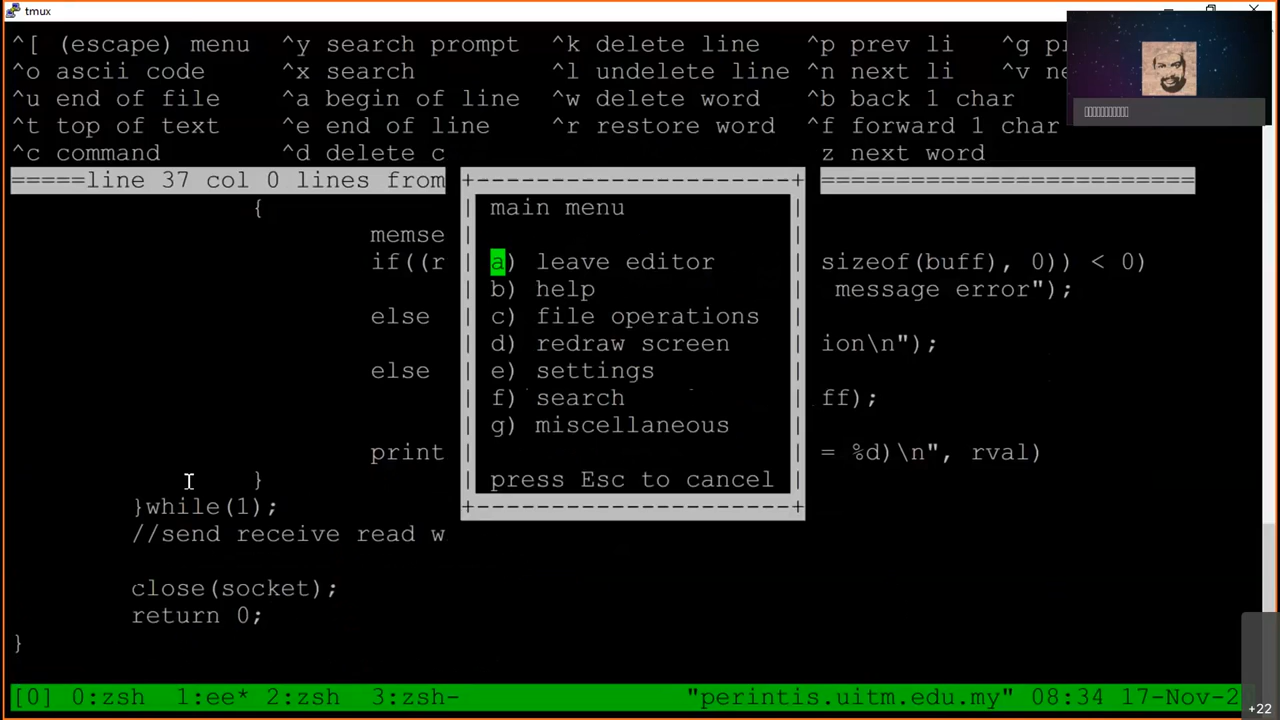 tmux
^[ (escape) menu ^y search prompt ^k delete line ^p prev li ^g
^o ascii code ^x search ^l undelete line ^n next li ^v
^u end of file ^a begin of line ^w delete word ^b back 1 char
^t top of text ^e end of line ^r restore word ^f forward 1 char
^c command ^d delete c z next word
=====line 37 col 0 lines from =========================
{
main menu
memse
if((r a) leave editor sizeof(buff), 0)) < 0)
b) help message error");
else c) file operations
d) redraw screen ion\n");
else e) settings
f) search ff);
g) miscellaneous
print = %d)\n", rval)
} press Esc to cancel
}while(1);
//send receive read w
close(socket);
return 0;
}
[0] 0:zsh 1:ee* 2:zsh 3:zsh- "perintis.uitm.edu.my" 08:34 17-Nov-2
+22